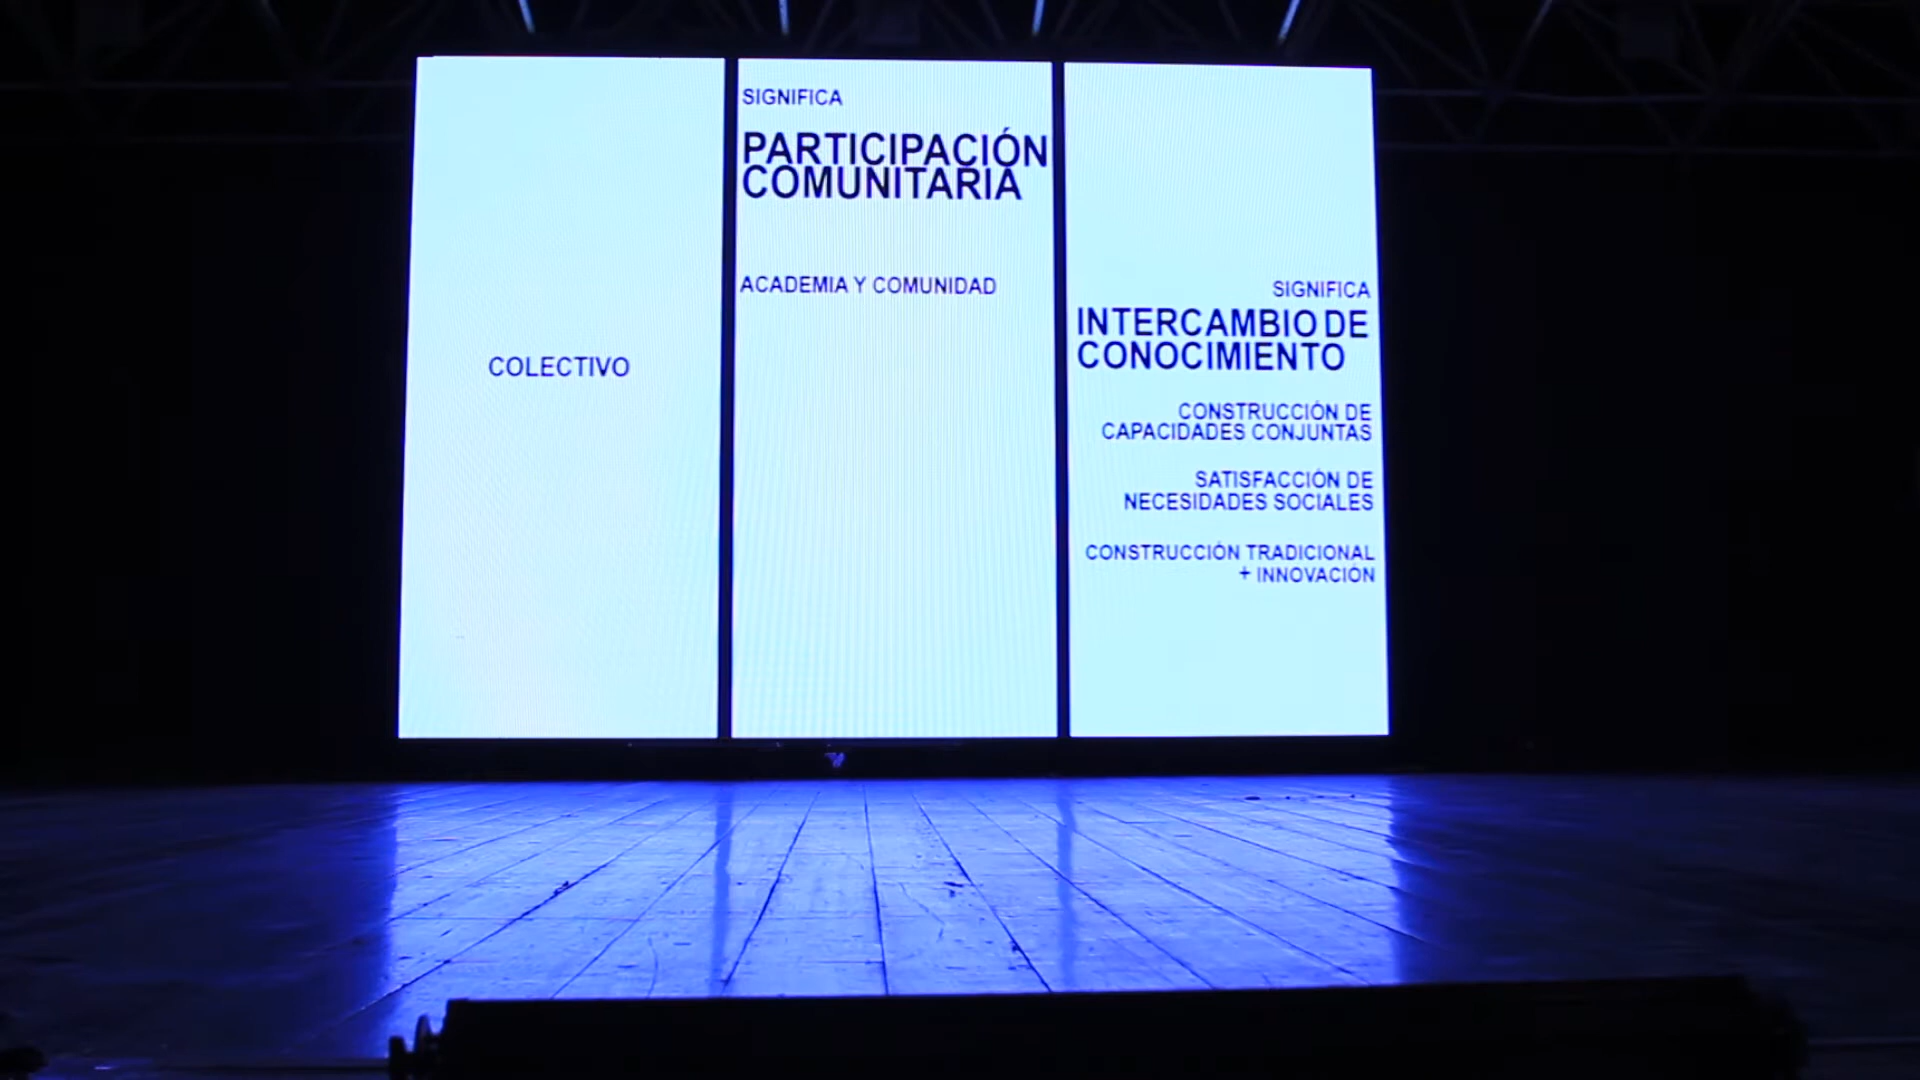 COLECTIVO
SIGNIFICA
PARTICIPACIÓN
COMUNITARIA
ACADEMIA Y COMUNIDAD
SIGNIFICA
INTERCAMBIO DE
CONOCIMIENTO
CONSTRUCCIÓN DE
CAPACIDADES CONJUNTAS
SATISFACCIÓN DE
NECESIDADES SOCIALES
CONSTRUCCIÓN TRADICIONAL
+ INNOVACIÓN